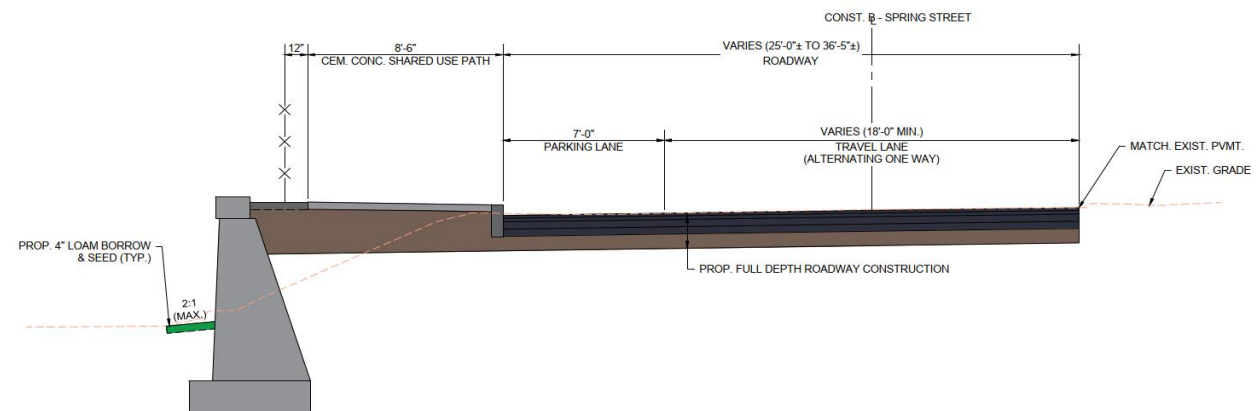 CONST. ℄ - SPRING STREET
12"
8'-6"
CEM. CONC. SHARED USE PATH
VARIES (25'-0"± TO 36'-5"±)
ROADWAY
7'-0"
PARKING LANE
VARIES (18'-0" MIN.)
TRAVEL LANE
(ALTERNATING ONE WAY)
MATCH. EXIST. PVMT.
EXIST. GRADE
PROP. 4" LOAM BORROW
& SEED (TYP.)
2:1
(MAX.)
PROP. FULL DEPTH ROADWAY CONSTRUCTION